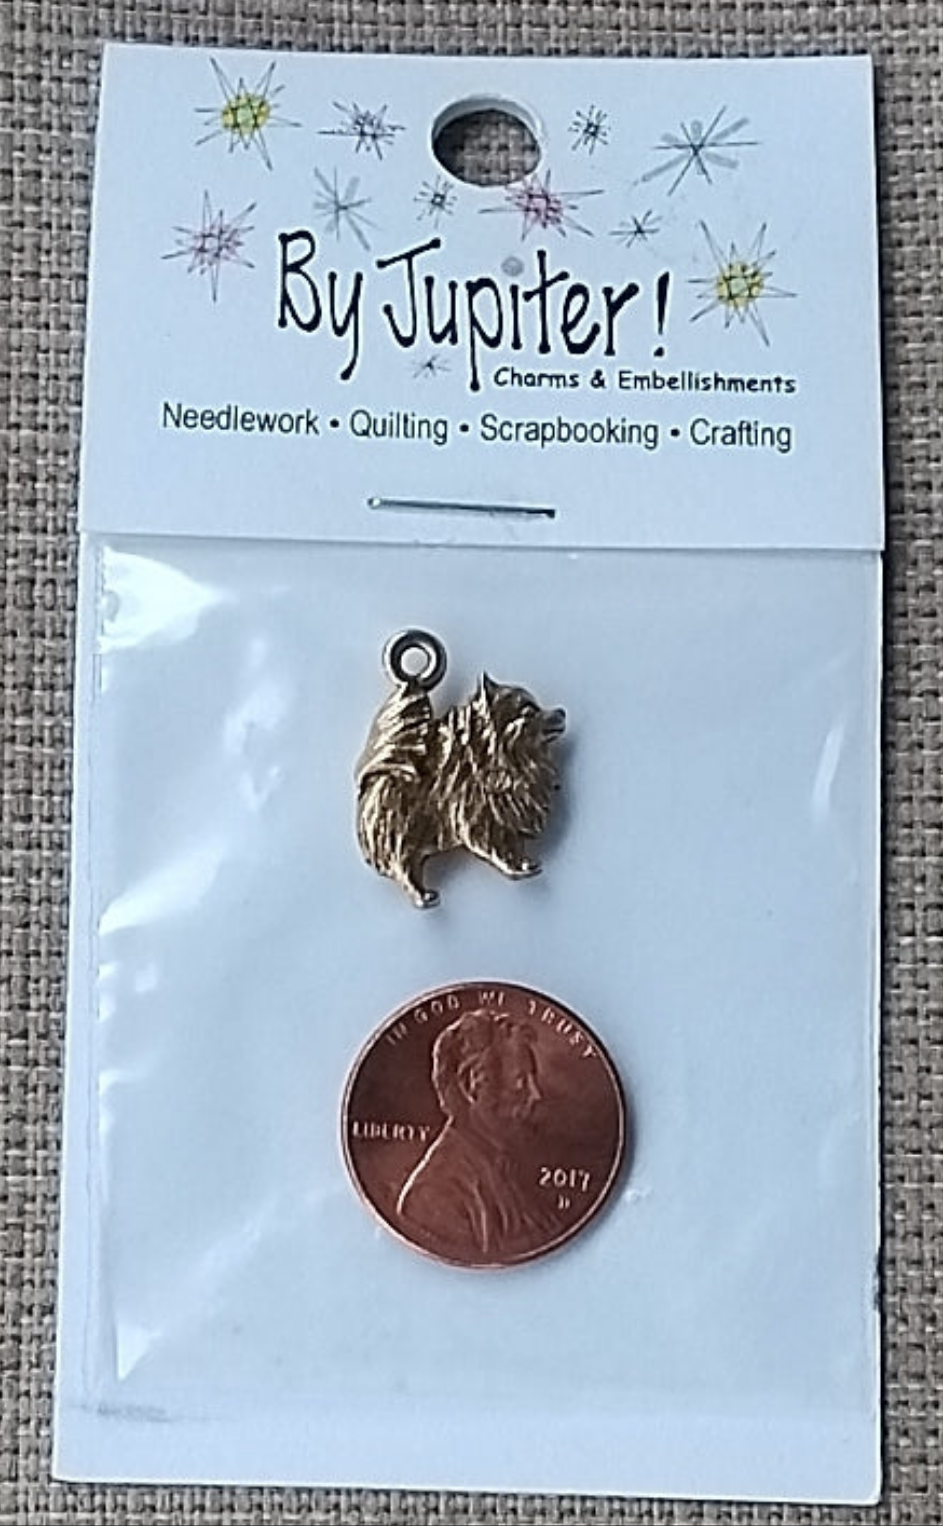 By Jupiter!
Charms & Embellishments
Needlework • Quilting • Scrapbooking • Crafting
IN GOD WE TRUST
LIBERTY
2017
D